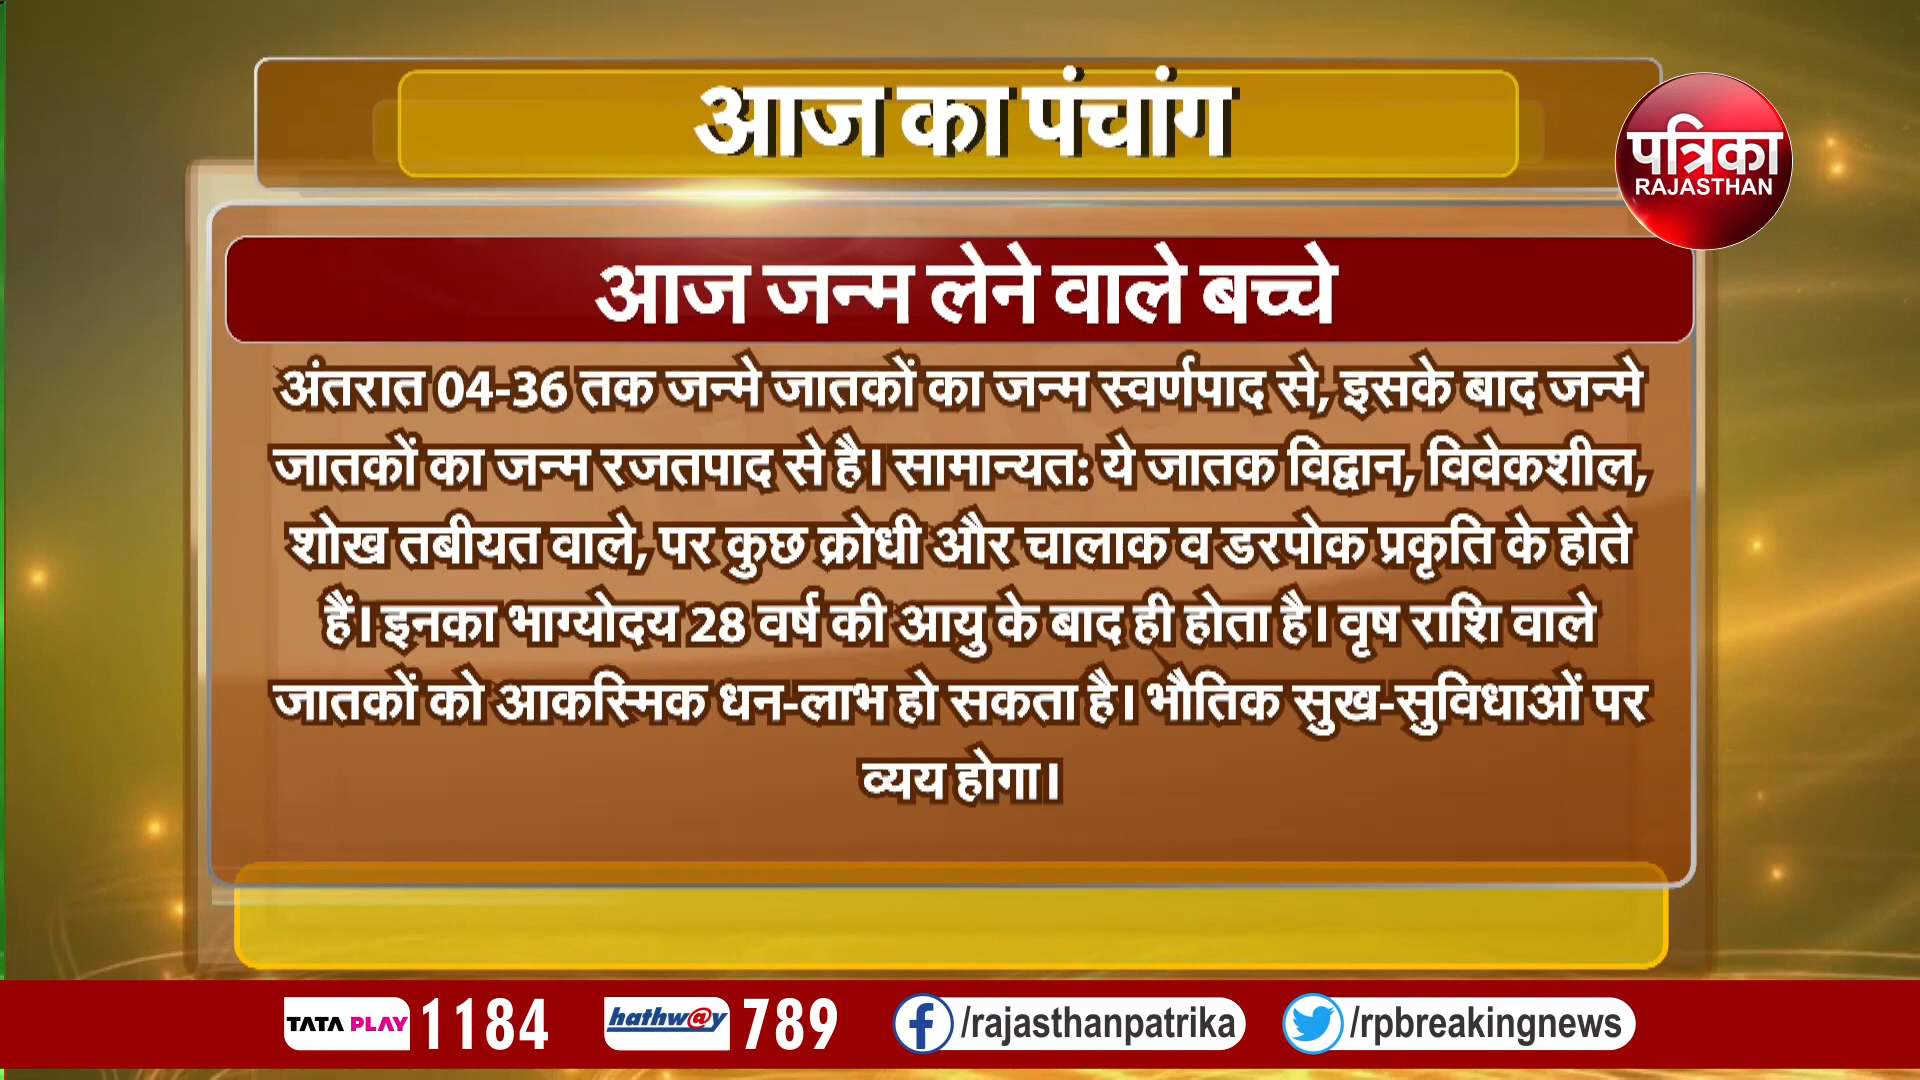 आज का पंचांग
पत्रिका
RAJASTHAN
आज जन्म लेने वाले बच्चे
अंतरात 04-36 तक जन्मे जातकों का जन्म स्वर्णपाद से, इसके बाद जन्मे
जातकों का जन्म रजतपाद से है। सामान्यत: ये जातक विद्वान, विवेकशील,
शोख तबीयत वाले, पर कुछ क्रोधी और चालाक व डरपोक प्रकृति के होते
हैं। इनका भाग्योदय 28 वर्ष की आयु के बाद ही होता है। वृष राशि वाले
जातकों को आकस्मिक धन-लाभ हो सकता है। भौतिक सुख-सुविधाओं पर
व्यय होगा।
TATA PLAY 1184 hathw@y 789 /rajasthanpatrika /rpbreakingnews